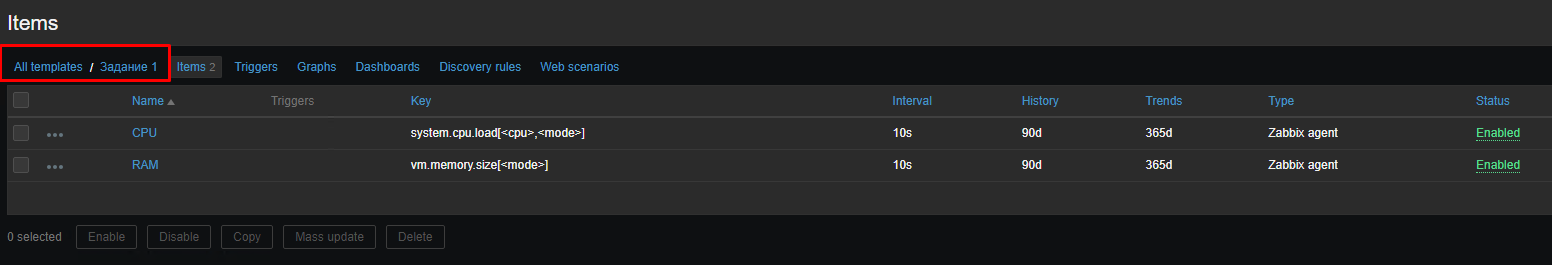 Items
All templates / Задание 1 Items 2 Triggers Graphs Dashboards Discovery rules Web scenarios
Name Triggers Key Interval History Trends Type Status
CPU system.cpu.load[<cpu>,<mode>] 10s 90d 365d Zabbix agent Enabled
RAM vm.memory.size[<mode>] 10s 90d 365d Zabbix agent Enabled
0 selected Enable Disable Copy Mass update Delete